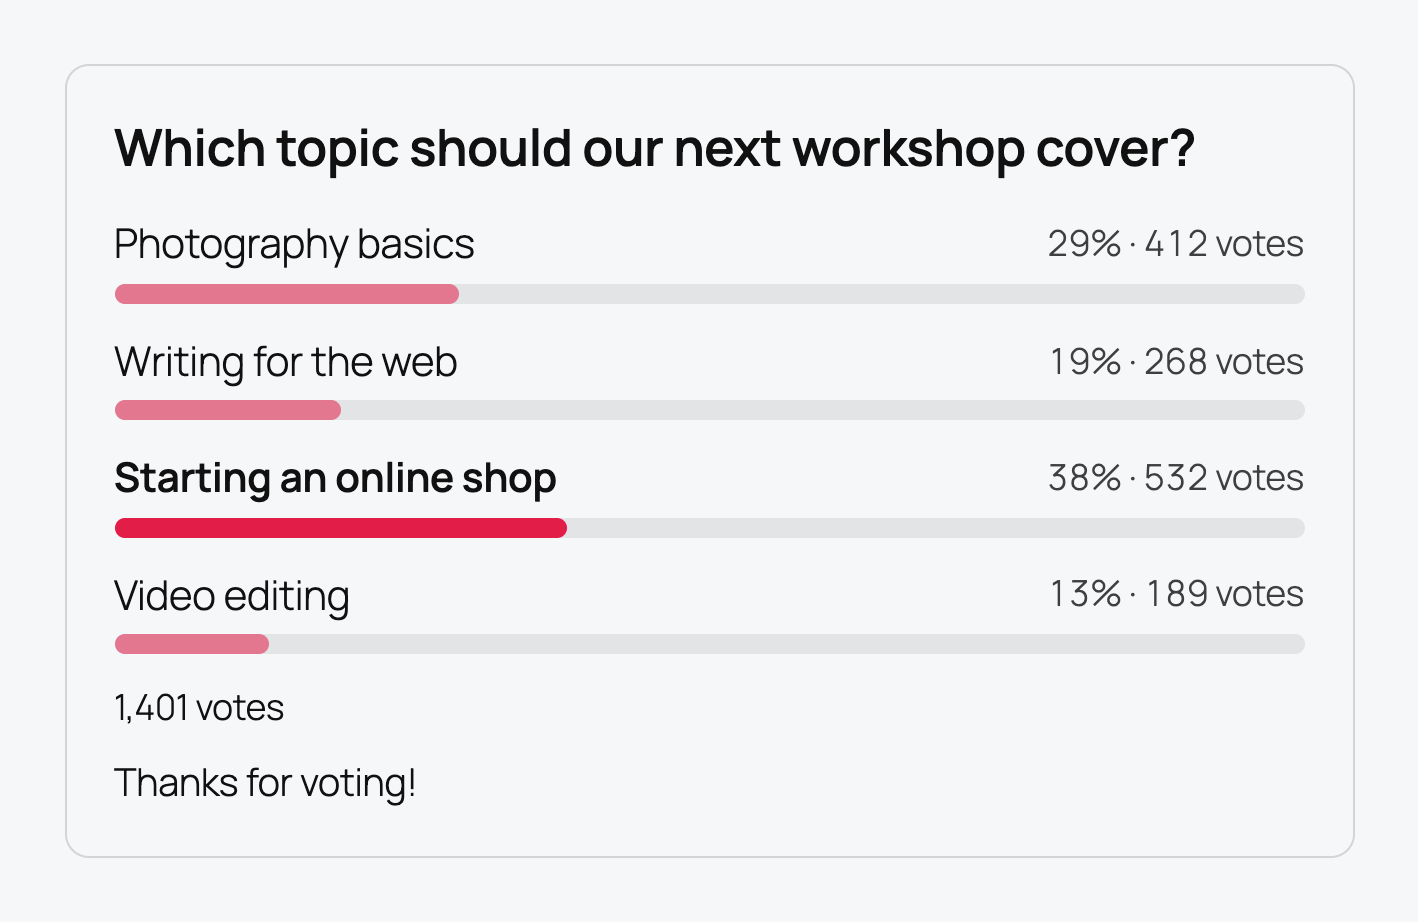 Which topic should our next workshop cover?
Photography basics 29% · 412 votes
Writing for the web 19% · 268 votes
Starting an online shop 38% · 532 votes
Video editing 13% · 189 votes
1,401 votes
Thanks for voting!